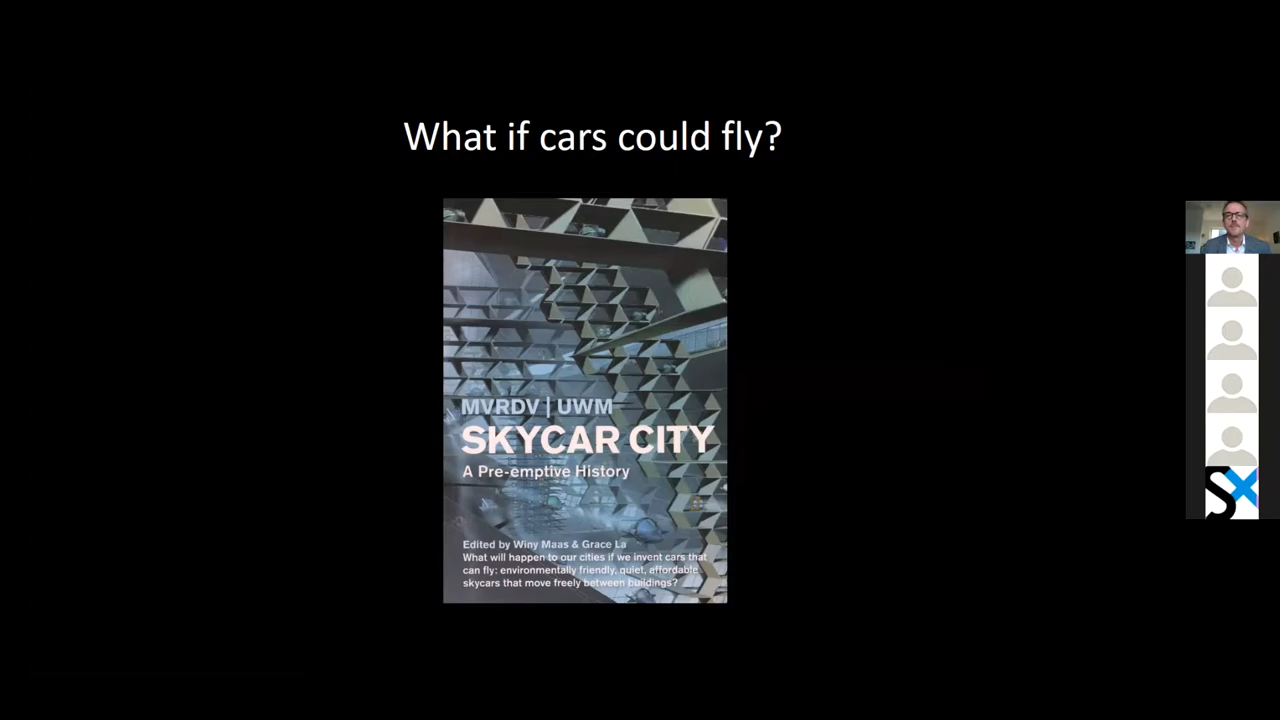 What if cars could fly?
MVRDV | UWM
SKYCAR CITY
A Pre-emptive History
Edited by Winy Maas & Grace La
What will happen to our cities if we invent cars that
can fly: environmentally friendly, quiet, affordable
skycars that move freely between buildings?
SX